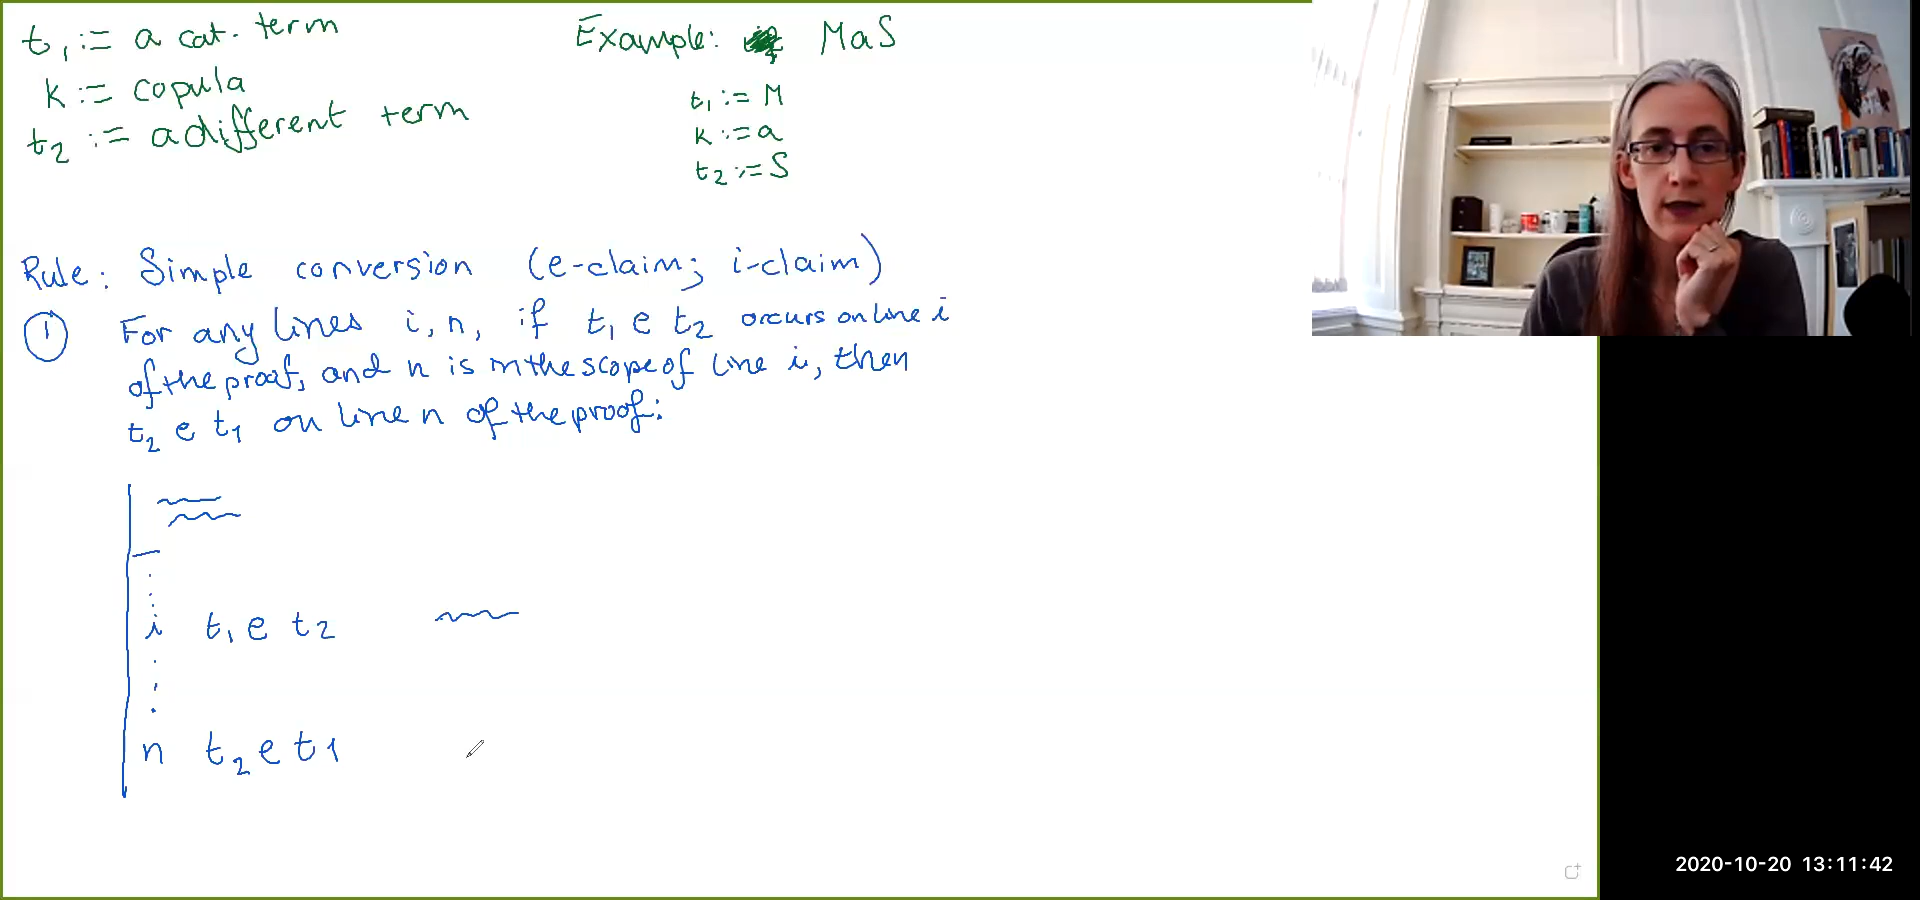 t₁ := a cat. term
k := copula
t₂ := a different term
Example: MaS
t₁ := M
k := a
t₂ := S
Rule: Simple conversion (e-claim; i-claim)
① For any lines i, n, if t₁ e t₂ occurs on line i
of the proof, and n is in the scope of line i, then
t₂ e t₁ on line n of the proof:
i t₁ e t₂
n t₂ e t1
2020-10-20 13:11:42